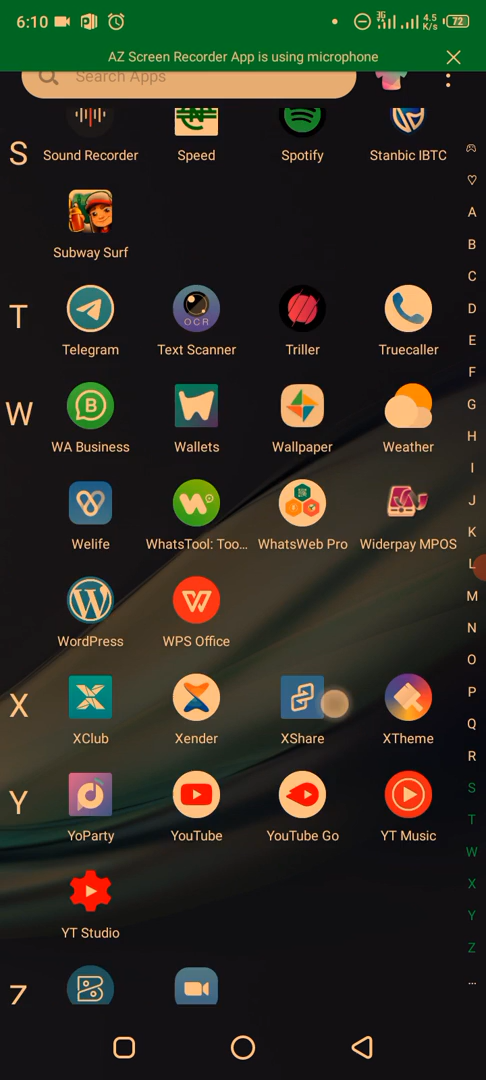 6:10 3G 4.5 K/s 72
AZ Screen Recorder App is using microphone
Search Apps
S Sound Recorder Speed Spotify Stanbic IBTC
Subway Surf
OCR
T Telegram Text Scanner Triller Truecaller
W WA Business Wallets Wallpaper Weather
Welife WhatsTool: Too... WhatsWeb Pro Widerpay MPOS
WordPress WPS Office
X XClub Xender XShare XTheme
Y YoParty YouTube YouTube Go YT Music
YT Studio
Z
A
B
C
D
E
F
G
H
I
J
K
L
M
N
O
P
Q
R
S
T
W
X
Y
Z
...